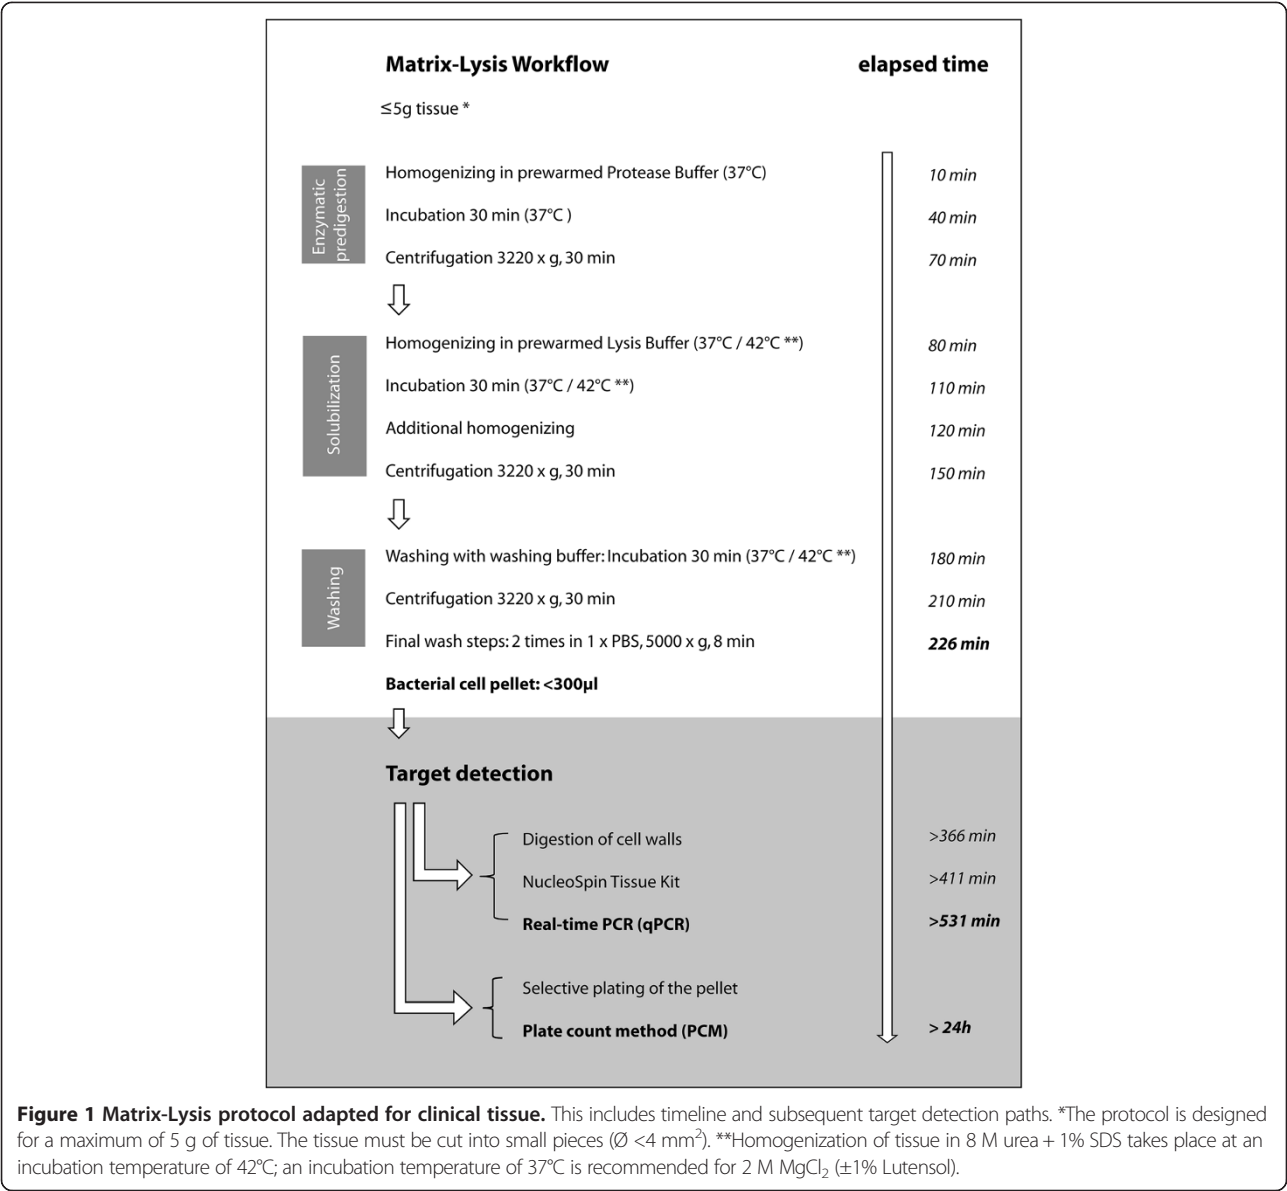 Matrix-Lysis Workflow elapsed time
≤5g tissue *
Enzymatic
predigestion
Homogenizing in prewarmed Protease Buffer (37°C) 10 min
Incubation 30 min (37°C ) 40 min
Centrifugation 3220 x g, 30 min 70 min
Solubilization
Homogenizing in prewarmed Lysis Buffer (37°C / 42°C **) 80 min
Incubation 30 min (37°C / 42°C **) 110 min
Additional homogenizing 120 min
Centrifugation 3220 x g, 30 min 150 min
Washing
Washing with washing buffer: Incubation 30 min (37°C / 42°C **) 180 min
Centrifugation 3220 x g, 30 min 210 min
Final wash steps: 2 times in 1 x PBS, 5000 x g, 8 min 226 min
Bacterial cell pellet: <300µl
Target detection
Digestion of cell walls >366 min
NucleoSpin Tissue Kit >411 min
Real-time PCR (qPCR) >531 min
Selective plating of the pellet
Plate count method (PCM) > 24h
Figure 1 Matrix-Lysis protocol adapted for clinical tissue. This includes timeline and subsequent target detection paths. *The protocol is designed
for a maximum of 5 g of tissue. The tissue must be cut into small pieces (Ø <4 mm²). **Homogenization of tissue in 8 M urea + 1% SDS takes place at an
incubation temperature of 42°C; an incubation temperature of 37°C is recommended for 2 M MgCl₂ (±1% Lutensol).